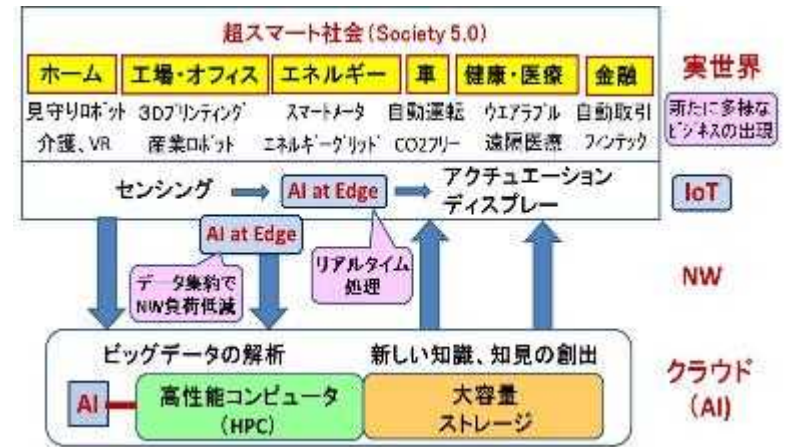 超スマート社会(Society 5.0)
ホーム 工場・オフィス エネルギー 車 健康・医療 金融 実世界
見守りロボット 3Dプリンティング スマートメータ 自動運転 ウエアラブル 自動取引
介護、VR 産業ロボット エネルギーグリッド CO2フリー 遠隔医療 フィンテック
新たに多様な
ビジネスの出現
センシング AI at Edge アクチュエーション
ディスプレー
IoT
AI at Edge
データ集約で
NW負荷低減
リアルタイム
処理
NW
ビッグデータの解析 新しい知識、知見の創出
AI 高性能コンピュータ
(HPC)
大容量
ストレージ
クラウド
(AI)